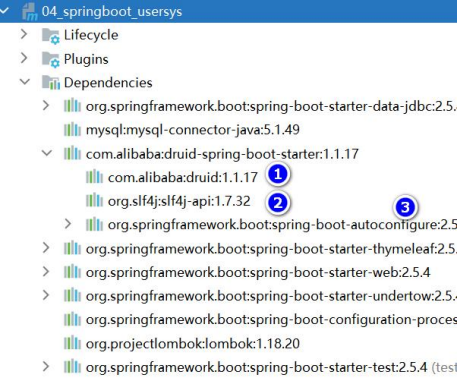 04_springboot_usersys
Lifecycle
Plugins
Dependencies
org.springframework.boot:spring-boot-starter-data-jdbc:2.5.
mysql:mysql-connector-java:5.1.49
com.alibaba:druid-spring-boot-starter:1.1.17
com.alibaba:druid:1.1.17 1
org.slf4j:slf4j-api:1.7.32 2
3
org.springframework.boot:spring-boot-autoconfigure:2.5
org.springframework.boot:spring-boot-starter-thymeleaf:2.5.
org.springframework.boot:spring-boot-starter-web:2.5.4
org.springframework.boot:spring-boot-starter-undertow:2.5.
org.springframework.boot:spring-boot-configuration-proces
org.projectlombok:lombok:1.18.20
org.springframework.boot:spring-boot-starter-test:2.5.4 (test